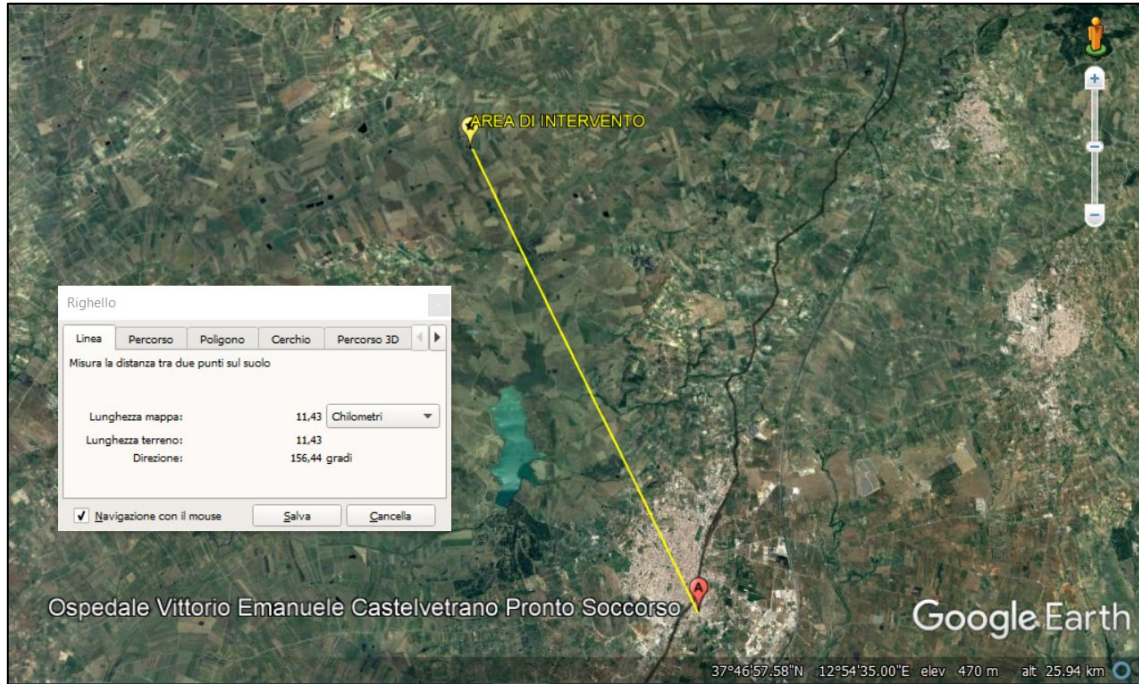 AREA DI INTERVENTO
Righello
Linea Percorso Poligono Cerchio Percorso 3D
Misura la distanza tra due punti sul suolo
Lunghezza mappa: 11,43 Chilometri
Lunghezza terreno: 11,43
Direzione: 156,44 gradi
Navigazione con il mouse Salva Cancella
A
Ospedale Vittorio Emanuele Castelvetrano Pronto Soccorso
Google Earth
37°46'57.58"N 12°54'35.00"E elev 470 m alt 25.94 km